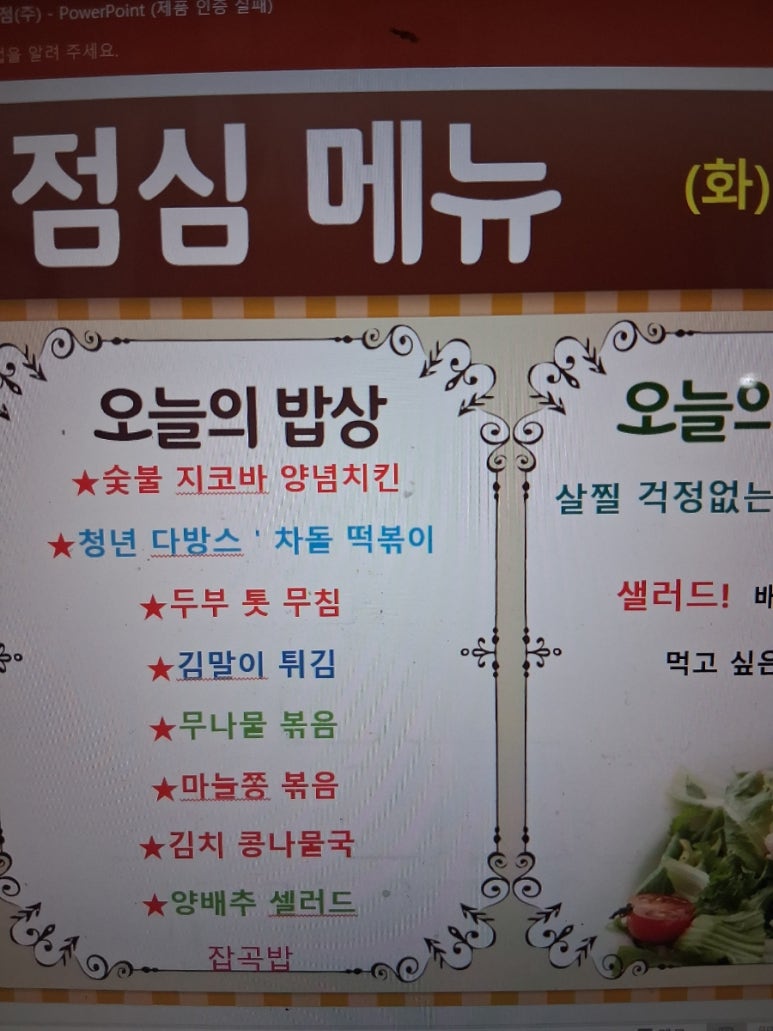 점(주) - PowerPoint (제품 인증 실패)
알려 주세요.
점심 메뉴 (화)
오늘의 밥상
★숯불 지코바 양념치킨
★청년 다방스 ' 차돌 떡볶이
★두부 톳 무침
★김말이 튀김
★무나물 볶음
★마늘쫑 볶음
★김치 콩나물국
★양배추 셀러드
잡곡밥
오늘의
살찔 걱정없는
샐러드!
먹고 싶은